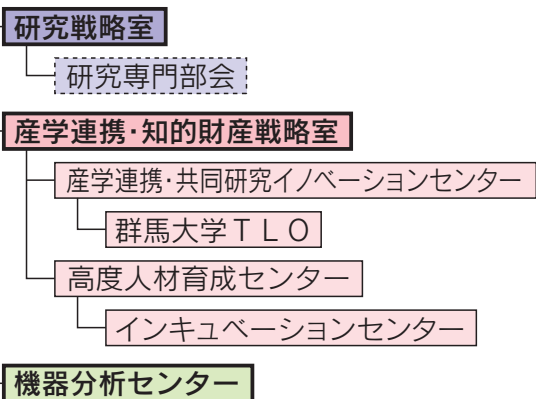 研究戦略室
研究専門部会
産学連携･知的財産戦略室
産学連携･共同研究イノベーションセンター
群馬大学ＴＬＯ
高度人材育成センター
インキュベーションセンター
機器分析センター